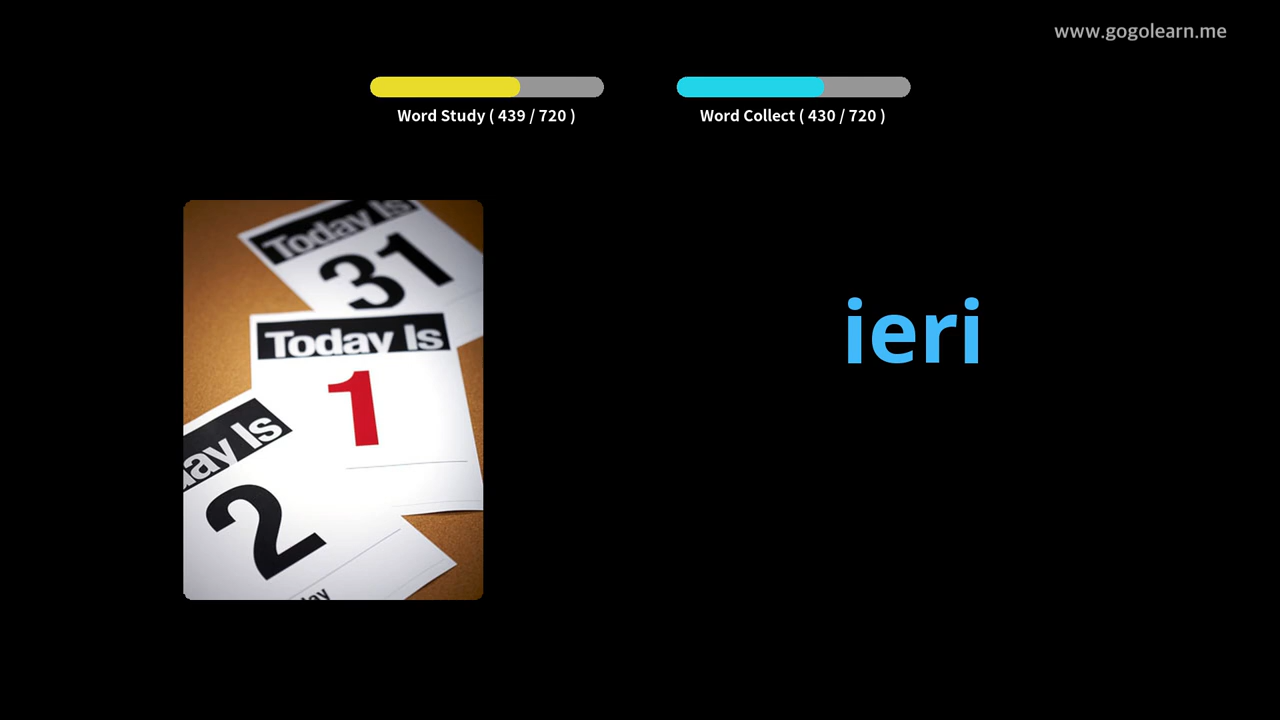 www.gogolearn.me
Word Study ( 439 / 720 )
Word Collect ( 430 / 720 )
Today Is
31
Today Is
1
ay Is
2
ieri